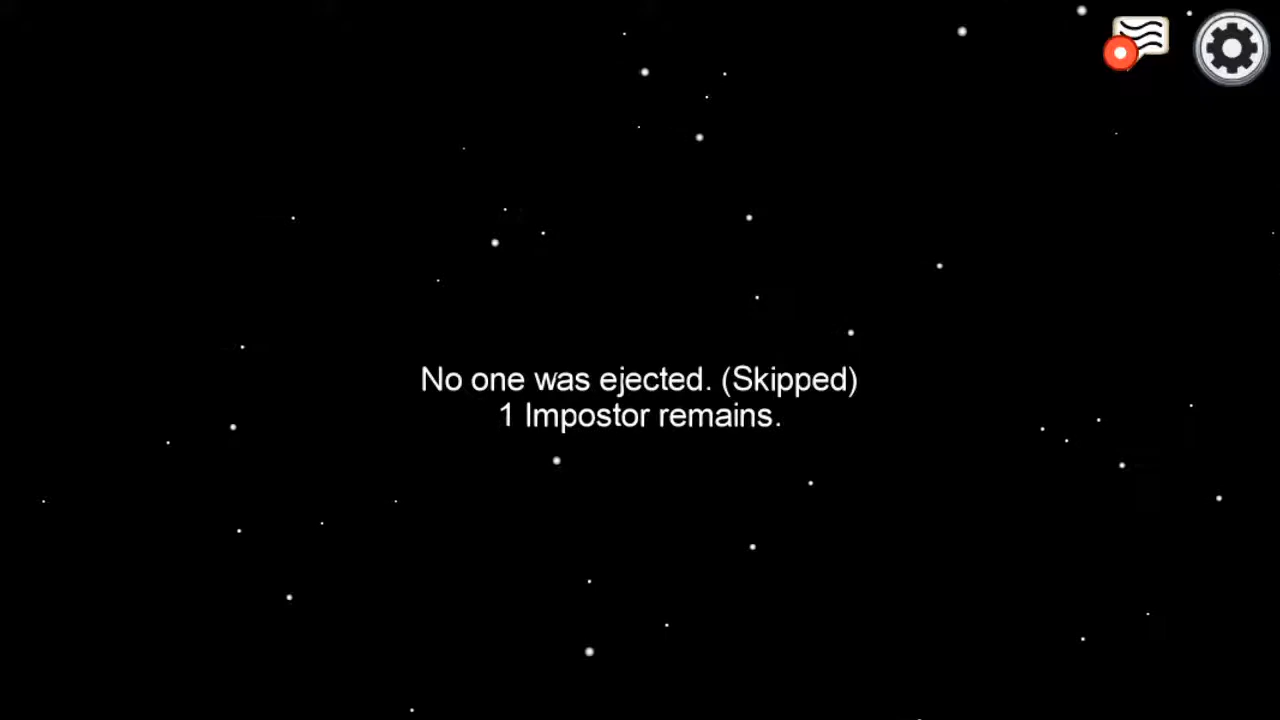 No one was ejected. (Skipped)
1 Impostor remains.